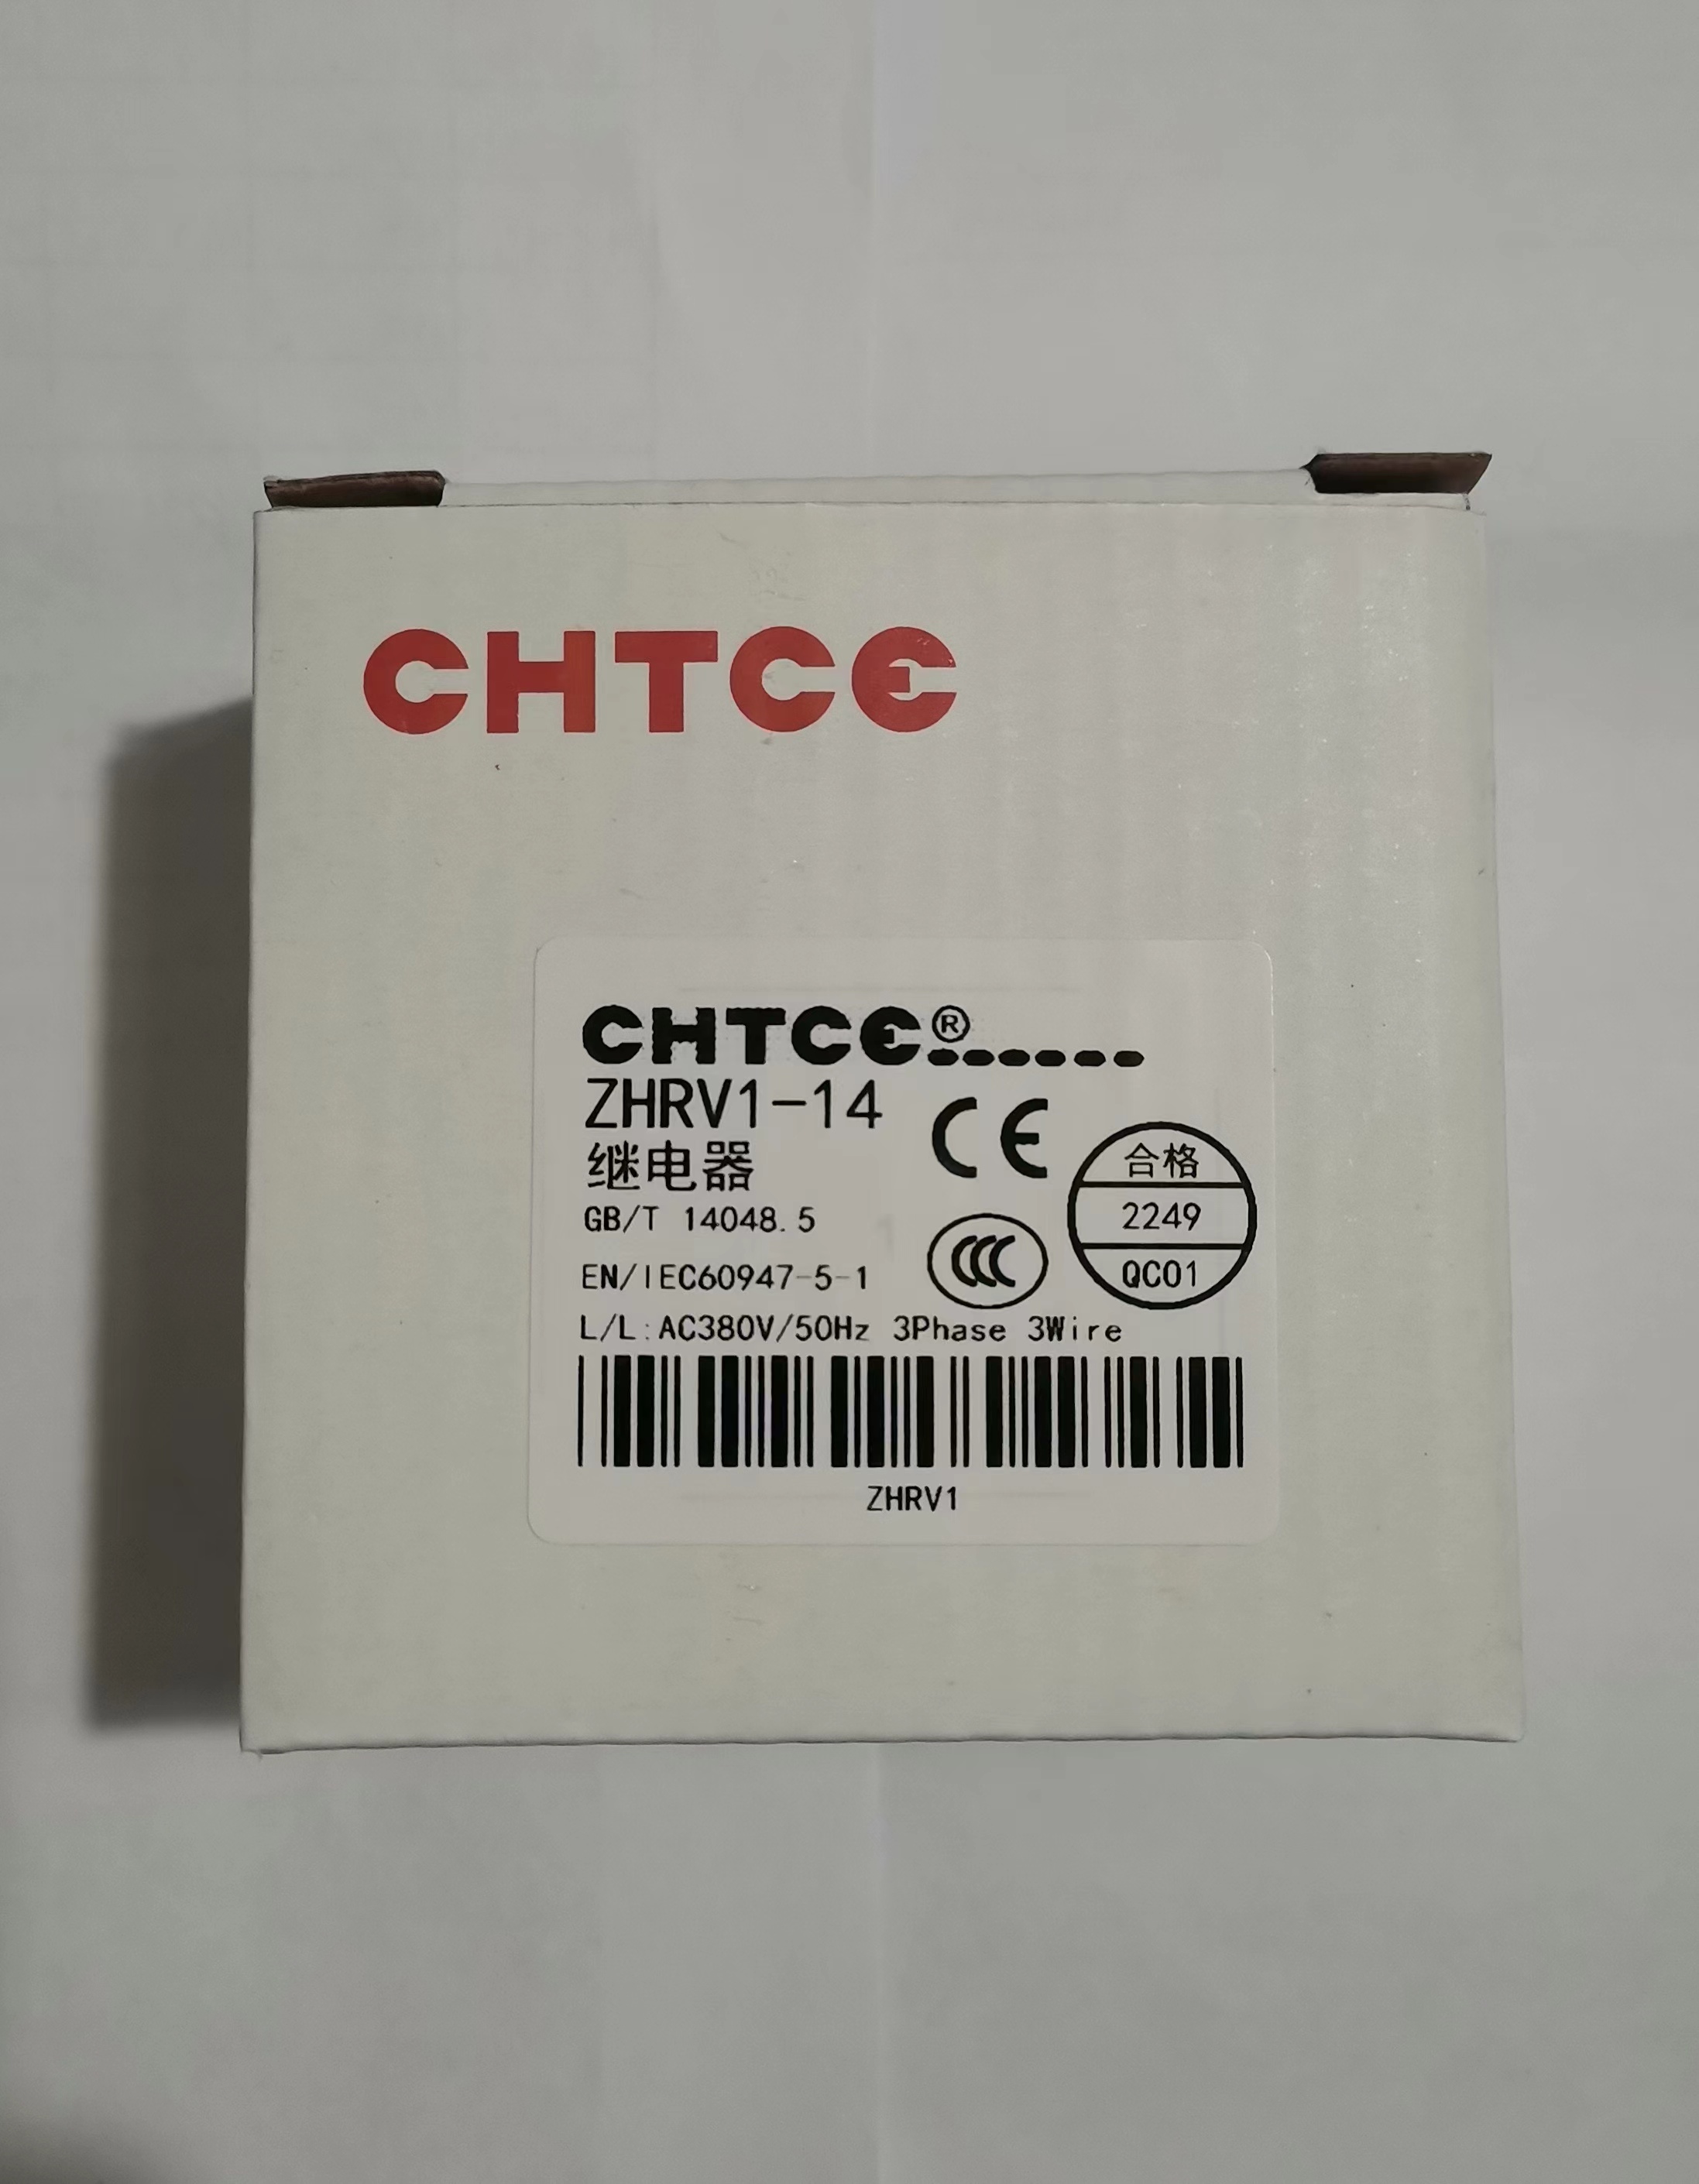 CHTCE
CHTCE®
ZHRV1-14
CE
继电器
合格
GB/T 14048.5
2249
CCC
EN/IEC60947-5-1
QC01
L/L:AC380V/50Hz 3Phase 3Wire
ZHRV1